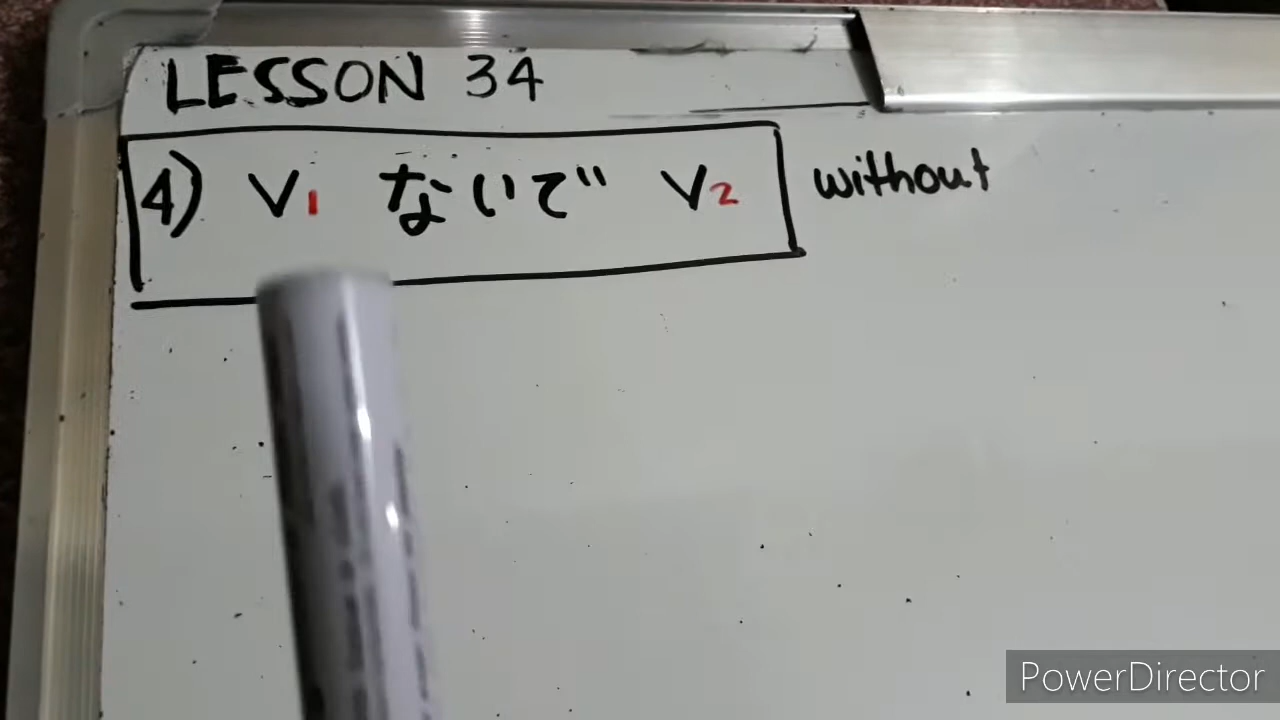 LESSON 34
4) V1 ないで V2 without
PowerDirector